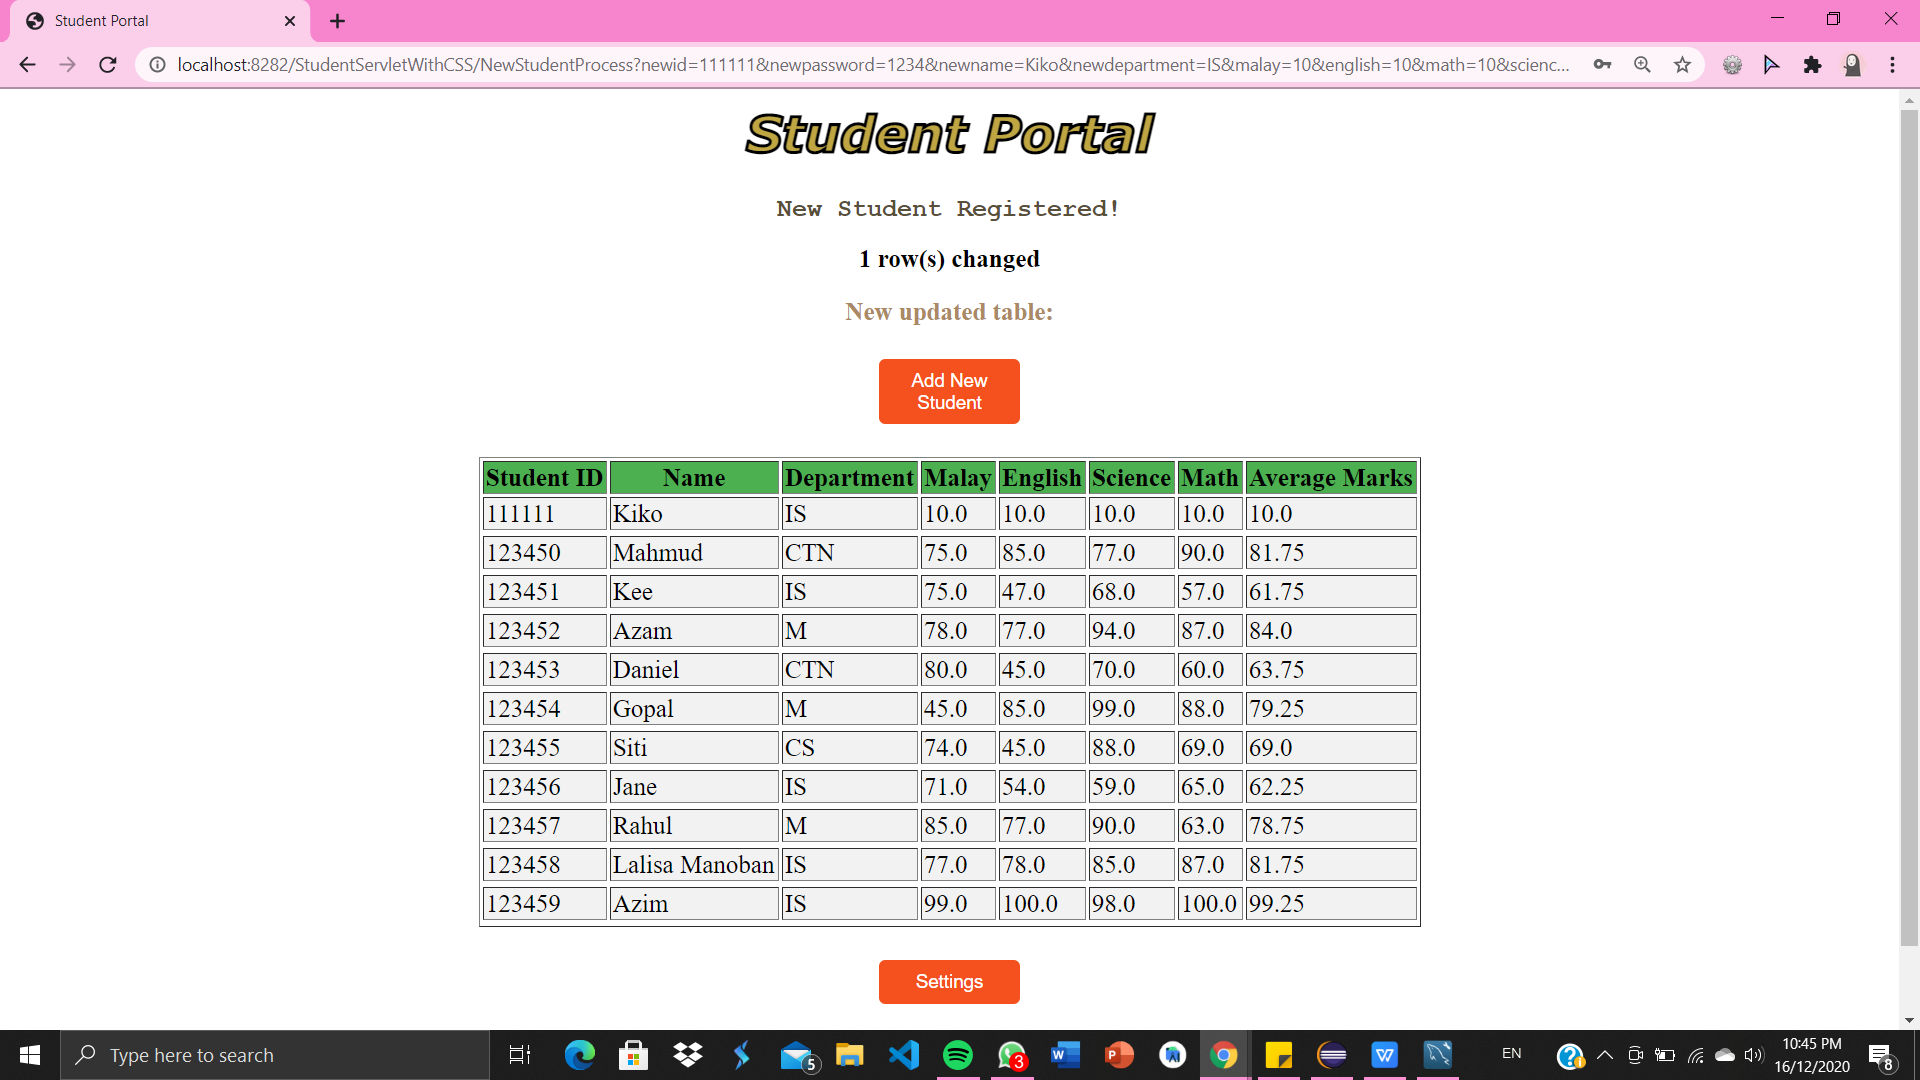 Student Portal
localhost:8282/StudentServletWithCSS/NewStudentProcess?newid=111111&newpassword=1234&newname=Kiko&newdepartment=IS&malay=10&english=10&math=10&scienc...
Student Portal
New Student Registered!
1 row(s) changed
New updated table:
Add New
Student
Student ID Name Department Malay English Science Math Average Marks
111111 Kiko IS 10.0 10.0 10.0 10.0 10.0
123450 Mahmud CTN 75.0 85.0 77.0 90.0 81.75
123451 Kee IS 75.0 47.0 68.0 57.0 61.75
123452 Azam M 78.0 77.0 94.0 87.0 84.0
123453 Daniel CTN 80.0 45.0 70.0 60.0 63.75
123454 Gopal M 45.0 85.0 99.0 88.0 79.25
123455 Siti CS 74.0 45.0 88.0 69.0 69.0
123456 Jane IS 71.0 54.0 59.0 65.0 62.25
123457 Rahul M 85.0 77.0 90.0 63.0 78.75
123458 Lalisa Manoban IS 77.0 78.0 85.0 87.0 81.75
123459 Azim IS 99.0 100.0 98.0 100.0 99.25
Settings
Type here to search
5
3
EN
10:45 PM
16/12/2020
8